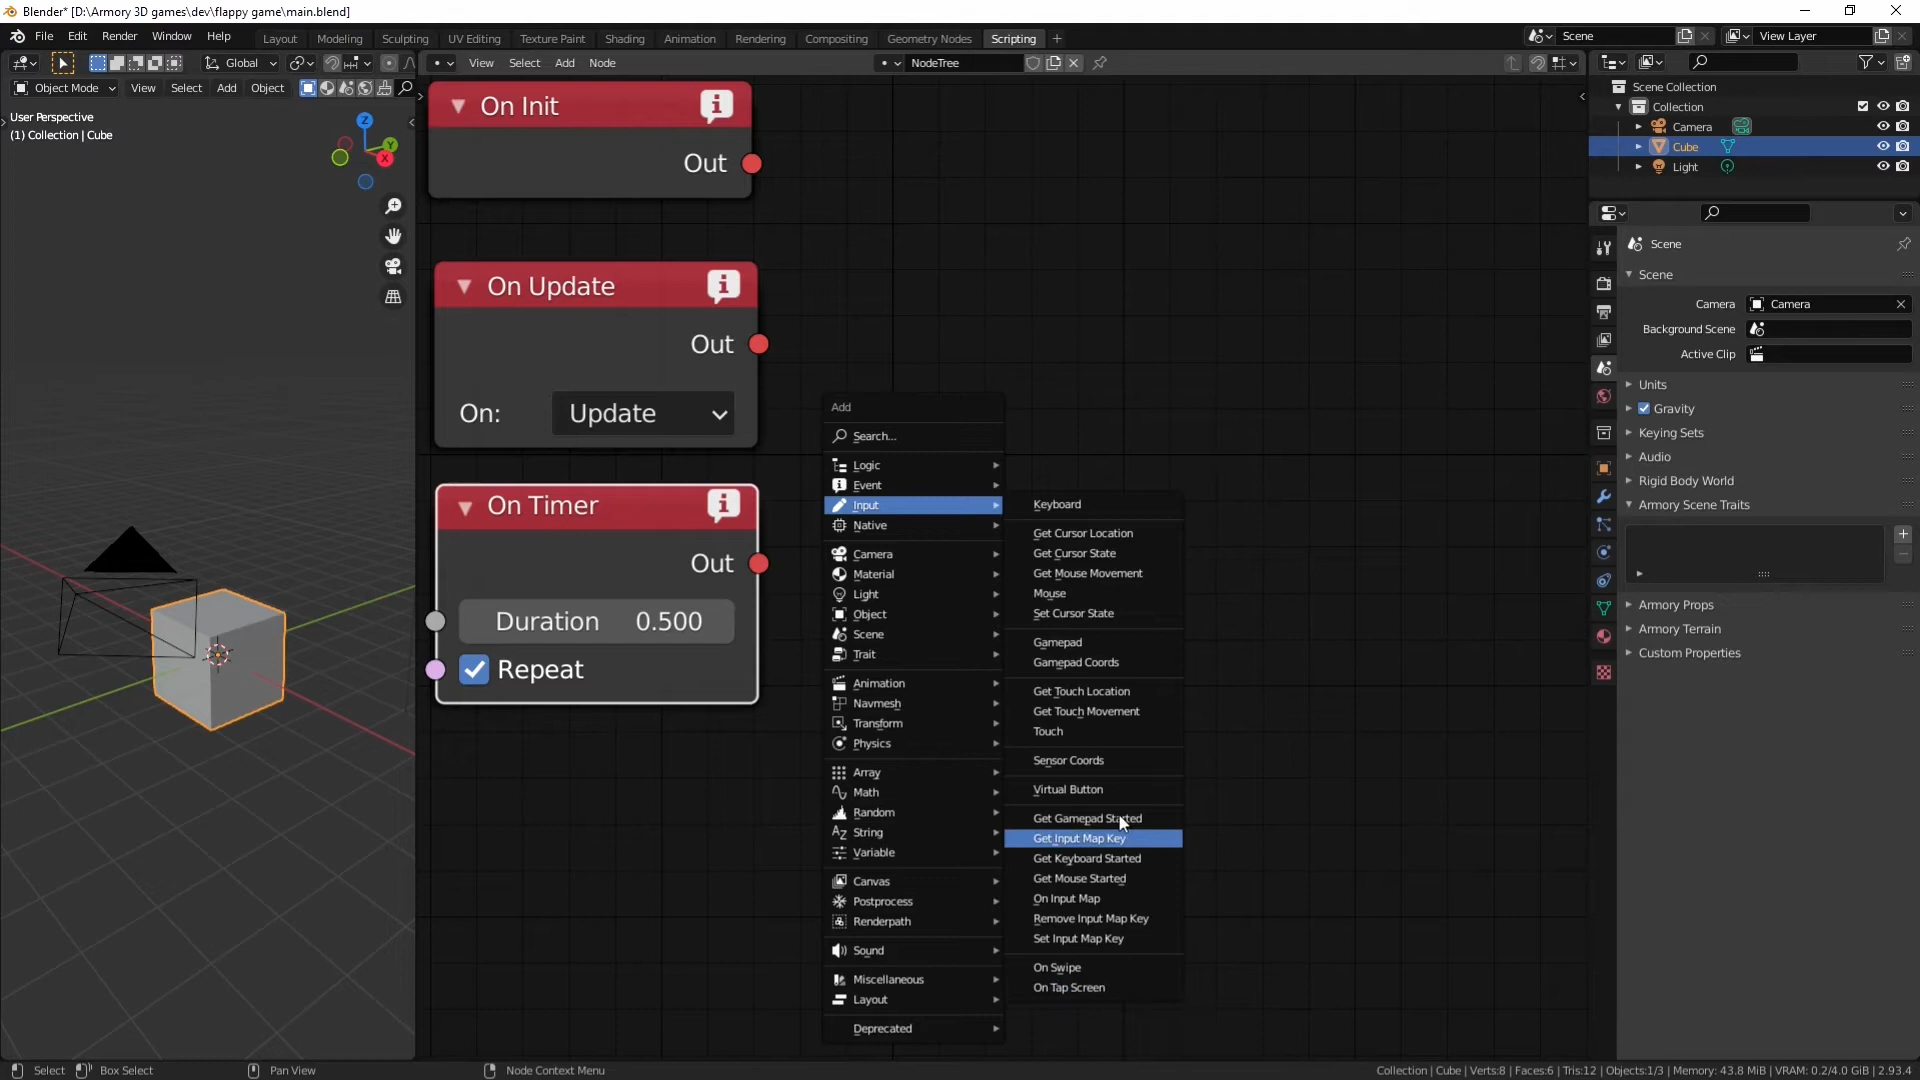 Blender* [D:\Armory 3D games\dev\flappy game\main.blend]
File Edit Render Window Help Layout Modeling Sculpting UV Editing Texture Paint Shading Animation Rendering Compositing Geometry Nodes Scripting + Scene View Layer
Global View Select Add Node NodeTree
Object Mode View Select Add Object
User Perspective
(1) Collection | Cube
Z
Y
X
On Init
Out
On Update
Out
On: Update
On Timer
Out
Duration 0.500
Repeat
Add
Search...
Logic
Event
Input
Native
Camera
Material
Light
Object
Scene
Trait
Animation
Navmesh
Transform
Physics
Array
Math
Random
String
Variable
Canvas
Postprocess
Renderpath
Sound
Miscellaneous
Layout
Deprecated
Keyboard
Get Cursor Location
Get Cursor State
Get Mouse Movement
Mouse
Set Cursor State
Gamepad
Gamepad Coords
Get Touch Location
Get Touch Movement
Touch
Sensor Coords
Virtual Button
Get Gamepad Started
Get Input Map Key
Get Keyboard Started
Get Mouse Started
On Input Map
Remove Input Map Key
Set Input Map Key
On Swipe
On Tap Screen
Scene Collection
Collection
Camera
Cube
Light
Scene
Scene
Camera Camera
Background Scene
Active Clip
Units
Gravity
Keying Sets
Audio
Rigid Body World
Armory Scene Traits
Armory Props
Armory Terrain
Custom Properties
Select Box Select Pan View Node Context Menu Collection | Cube | Verts:8 | Faces:6 | Tris:12 | Objects:1/3 | Memory: 43.8 MiB | VRAM: 0.2/4.0 GiB | 2.93.4